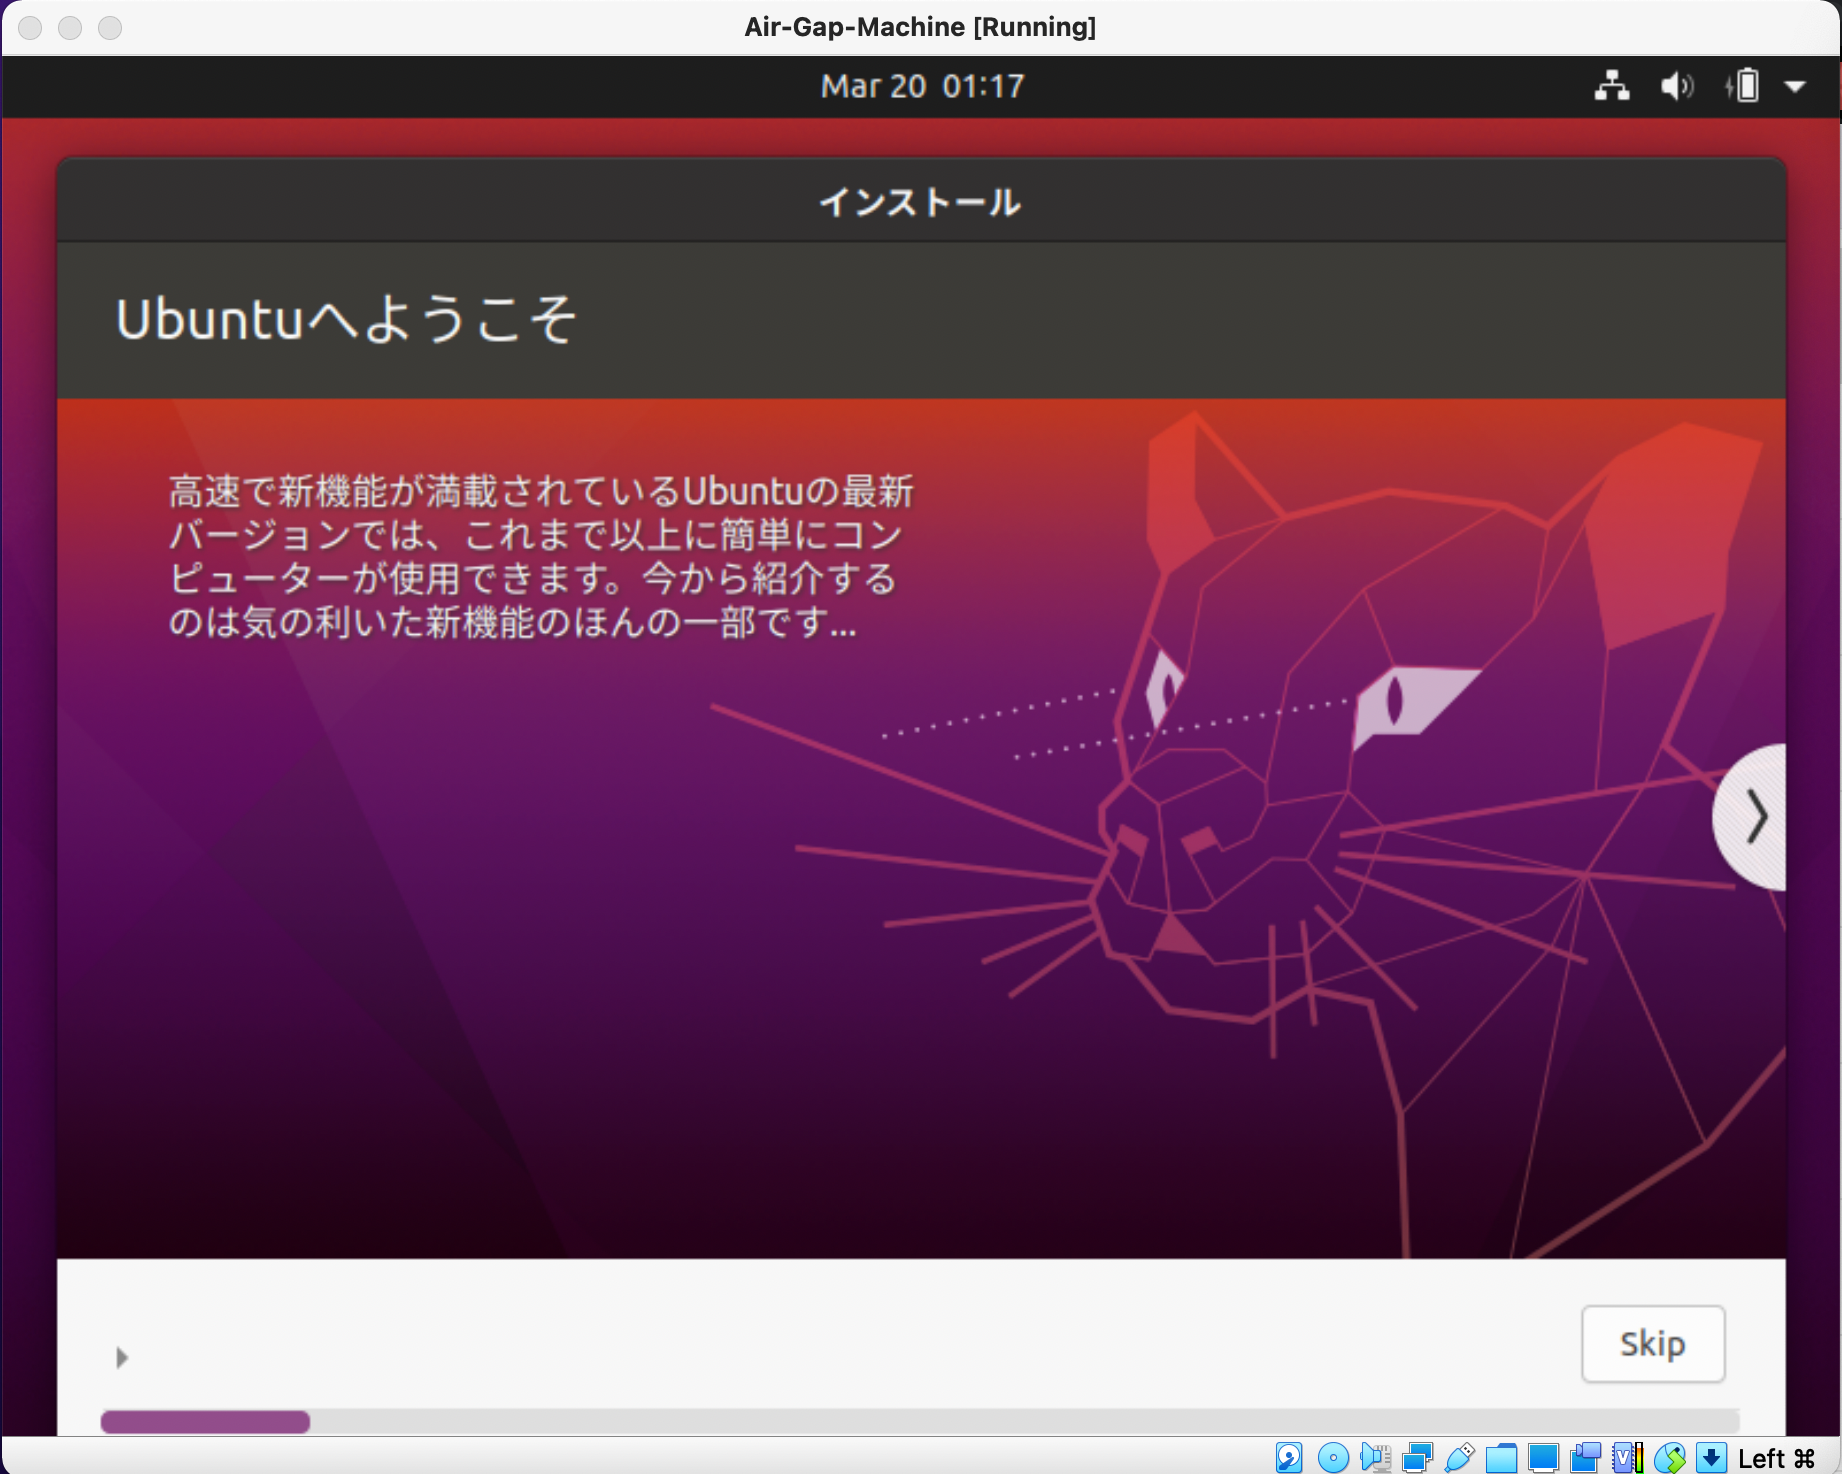 Air-Gap-Machine [Running]
Mar 20 01:17
インストール
Ubuntuへようこそ
高速で新機能が満載されているUbuntuの最新
バージョンでは、これまで以上に簡単にコン
ピューターが使用できます。今から紹介する
のは気の利いた新機能のほんの一部です...
Skip
Left ⌘